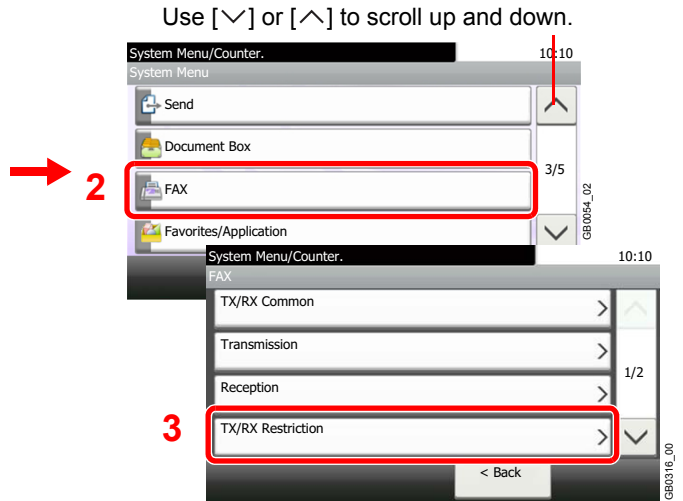 Use [∨] or [∧] to scroll up and down.
System Menu/Counter. 10:10
System Menu
Send
Document Box
3/5
2
FAX
GB0054_02
Favorites/Application
System Menu/Counter. 10:10
FAX
TX/RX Common
Transmission
1/2
Reception
3
TX/RX Restriction
< Back
GB0316_00